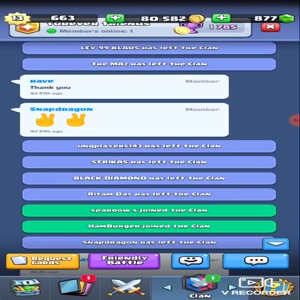 13
663
80 582
877
Members online: 1
1785
LEV 99 KLAUS has left the Clan
The MA7 has left the Clan
Rave
Member
Thank you
Snapdragon
Member
ungplayers143 has left the Clan
STRIKAS has left the Clan
BLACK DIAMOND has left the Clan
Ritam Das has left the Clan
sparrow's joined the Clan
HamBurger joined the Clan
Snapdragon has left the Clan
Request
Cards
Friendly
Battle
Clan
V RECORDER